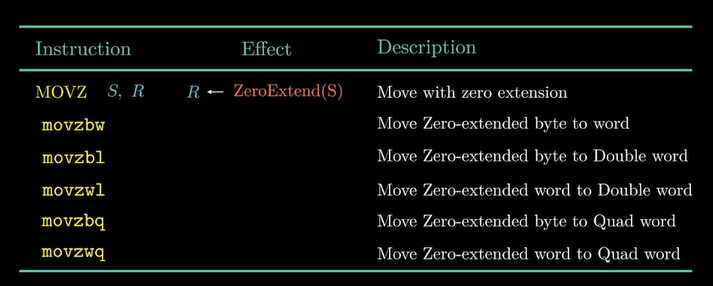 Instruction Effect Description
MOVZ S, R R ← ZeroExtend(S) Move with zero extension
movzbw Move Zero-extended byte to word
movzbl Move Zero-extended byte to Double word
movzwl Move Zero-extended word to Double word
movzbq Move Zero-extended byte to Quad word
movzwq Move Zero-extended word to Quad word